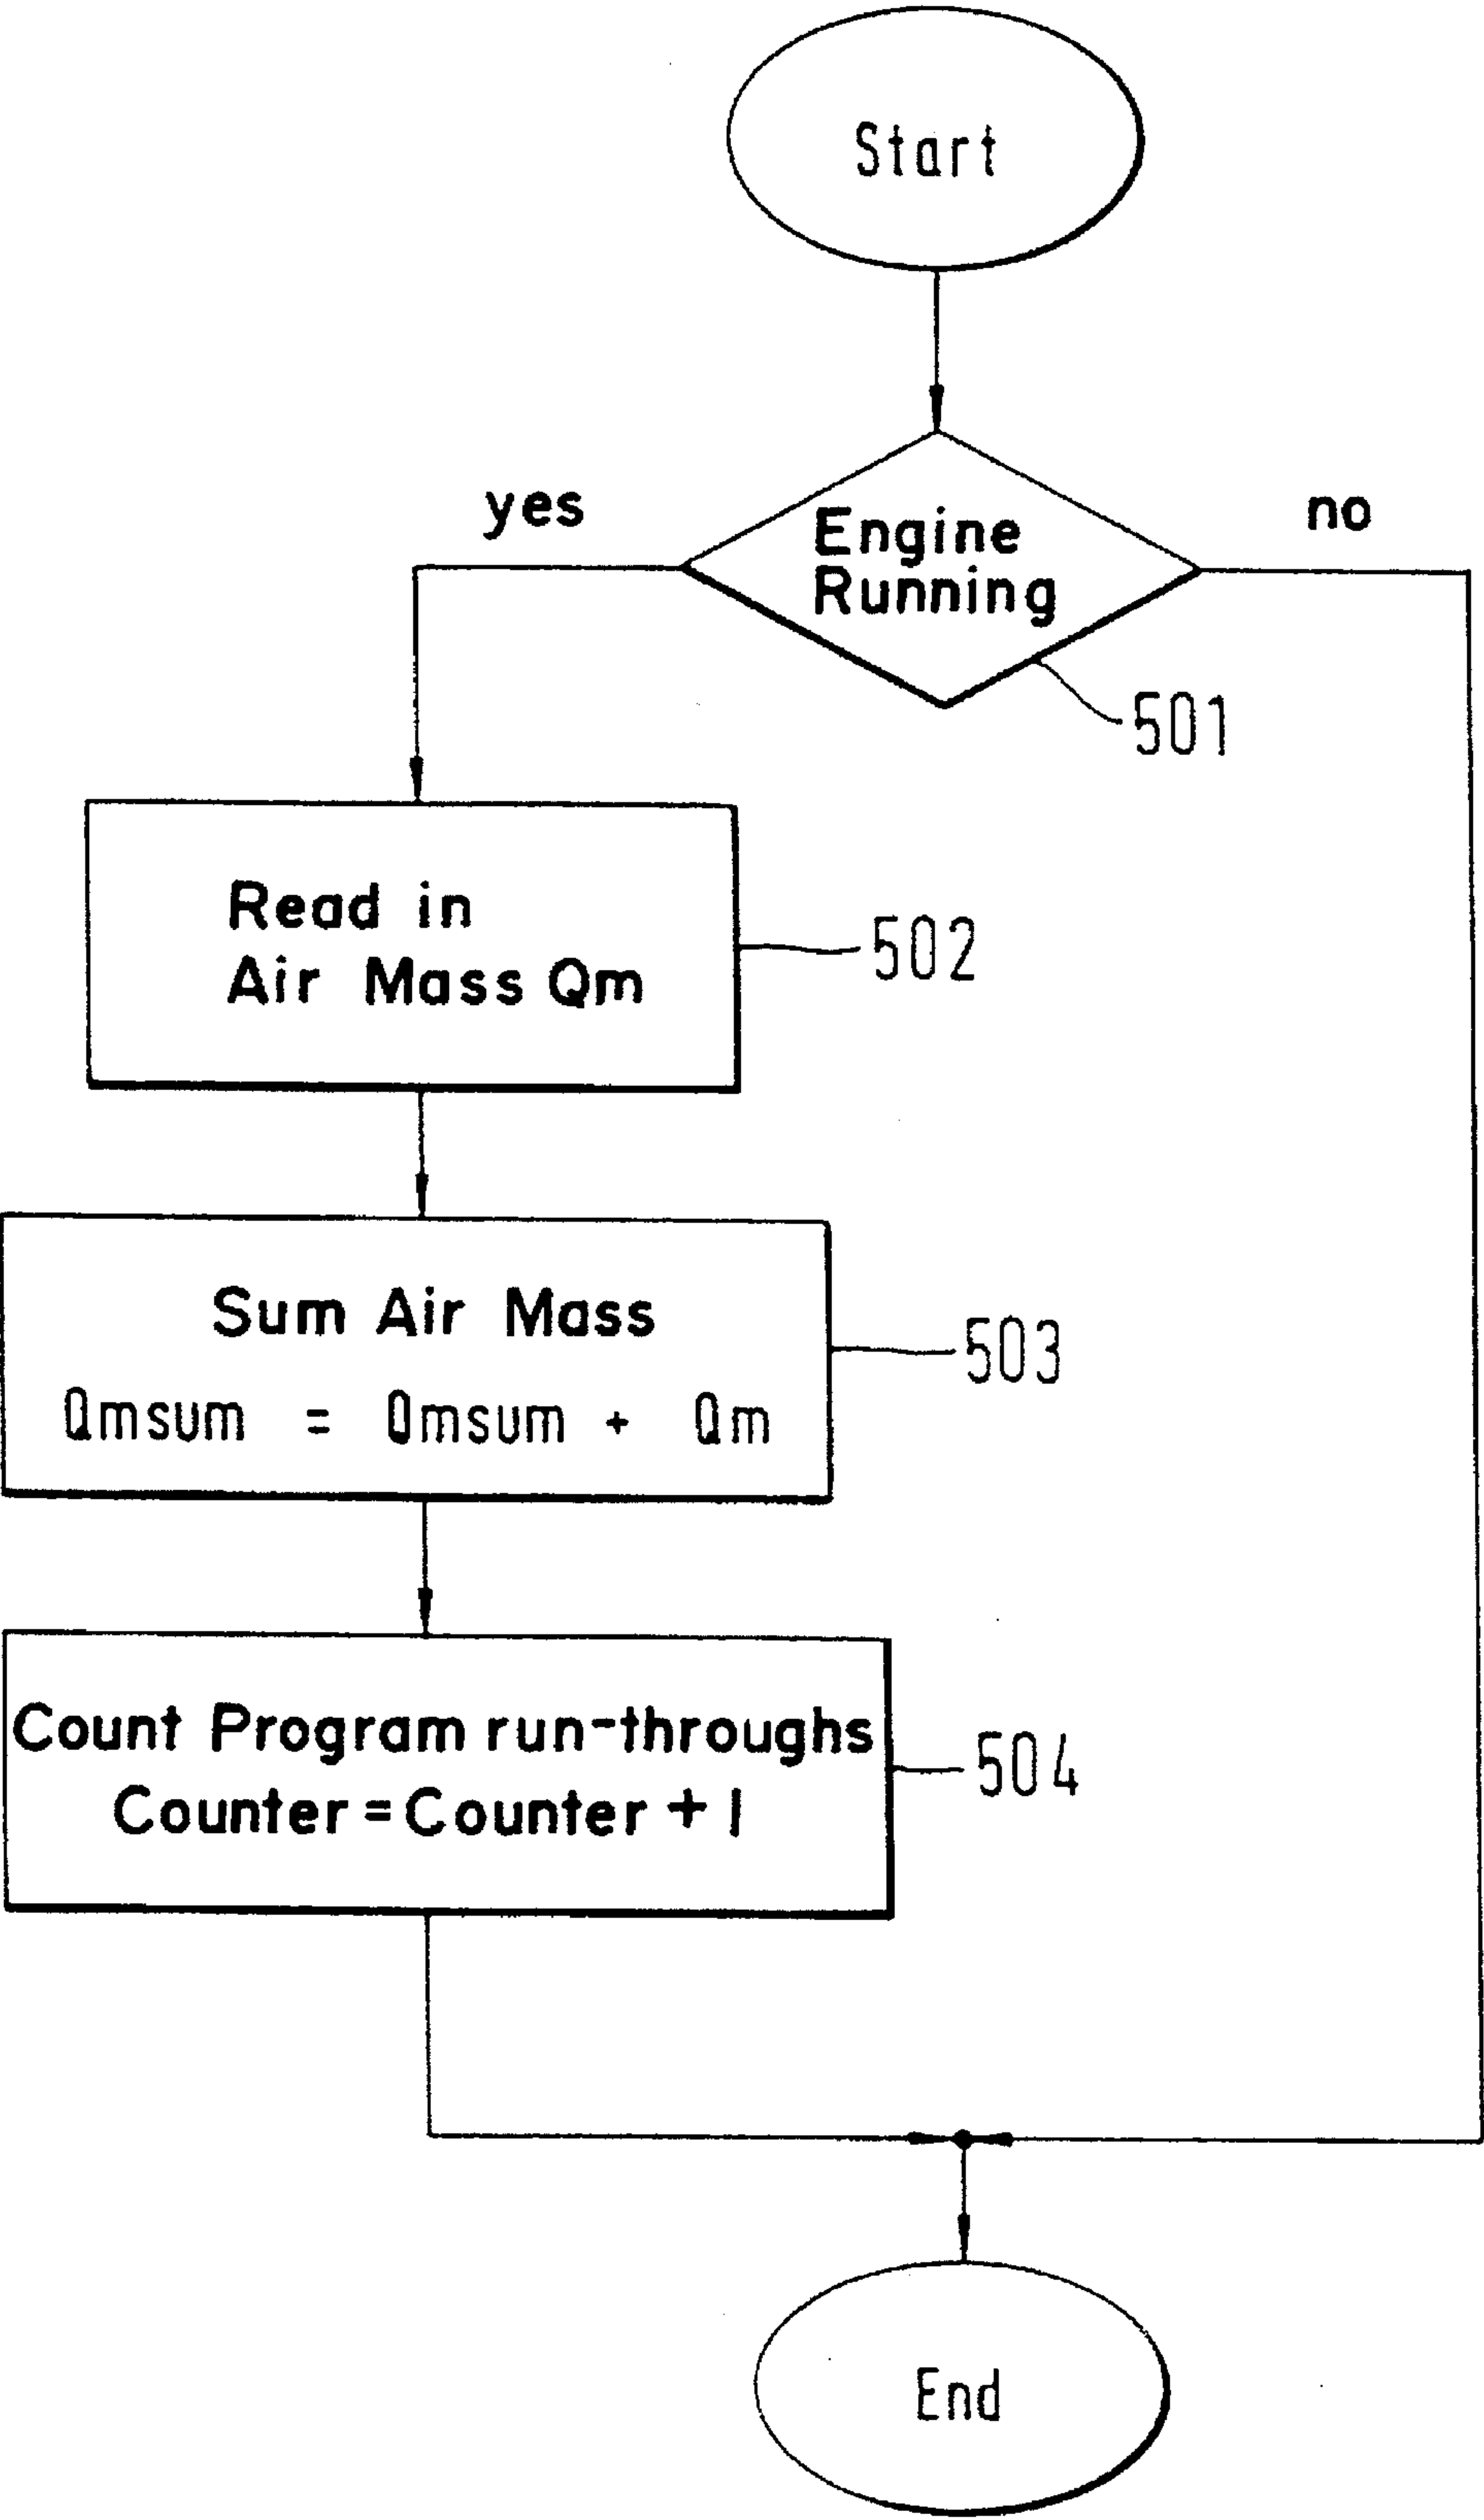 Start
yes
no
Engine
Running
501
Read in
Air Mass Qm
502
Sum Air Mass
Qmsum = Qmsum + Qm
503
Count Program run-throughs
Counter = Counter + 1
504
End